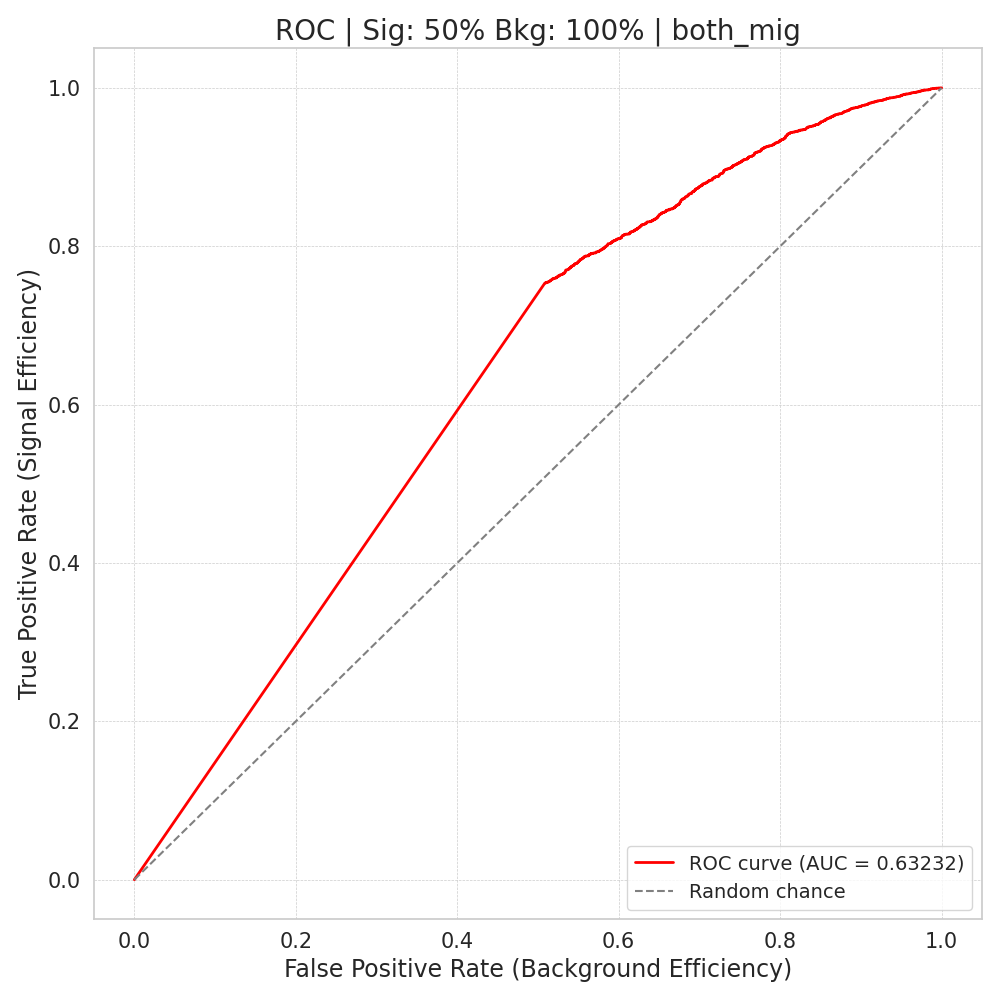 ROC | Sig: 50% Bkg: 100% | both_mig
True Positive Rate (Signal Efficiency)
1.0
0.8
0.6
0.4
0.2
0.0
ROC curve (AUC = 0.63232)
Random chance
0.0 0.2 0.4 0.6 0.8 1.0
False Positive Rate (Background Efficiency)